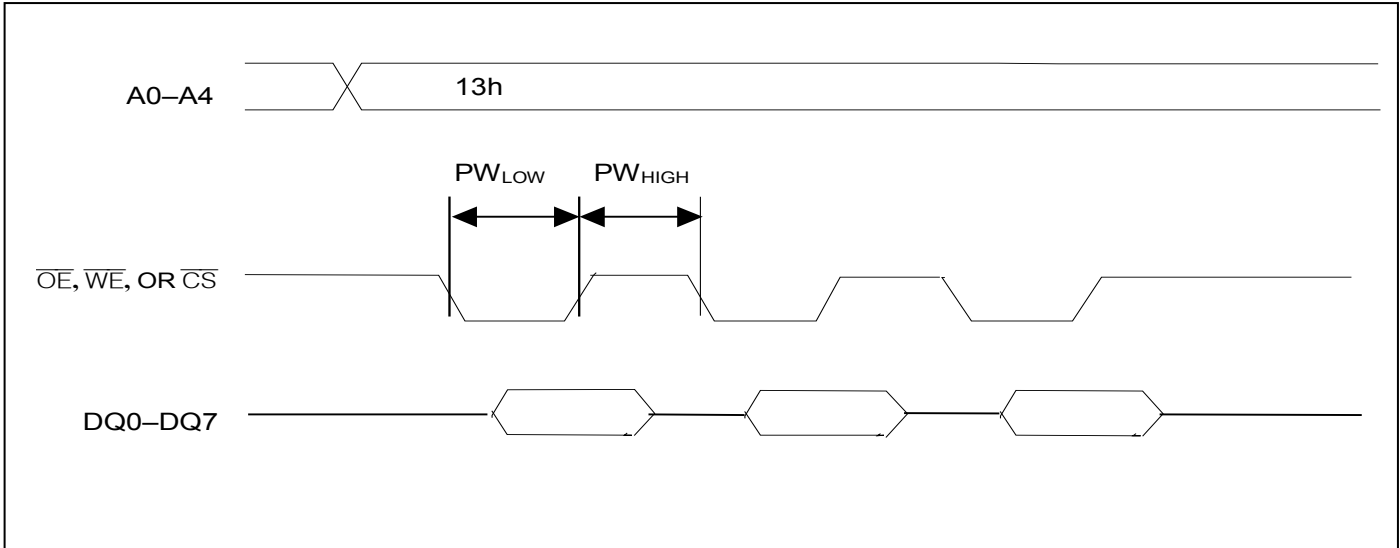 A0–A4
13h
PWLOW PWHIGH
OE, WE, OR CS
DQ0–DQ7